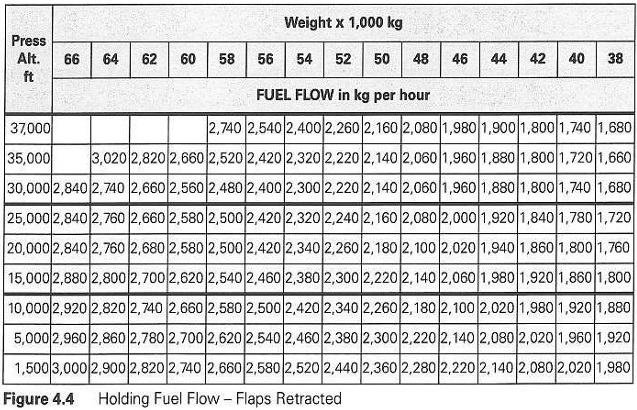 Weight x 1,000 kg
Press Alt. ft 66 64 62 60 58 56 54 52 50 48 46 44 42 40 38
FUEL FLOW in kg per hour
37,000 2,740 2,540 2,400 2,260 2,160 2,080 1,980 1,900 1,800 1,740 1,680
35,000 3,020 2,820 2,660 2,520 2,420 2,320 2,220 2,140 2,060 1,960 1,880 1,800 1,720 1,660
30,000 2,840 2,740 2,660 2,560 2,480 2,400 2,300 2,220 2,140 2,060 1,960 1,880 1,800 1,740 1,680
25,000 2,840 2,760 2,660 2,580 2,500 2,420 2,320 2,240 2,160 2,080 2,000 1,920 1,840 1,780 1,720
20,000 2,840 2,760 2,680 2,580 2,500 2,420 2,340 2,260 2,180 2,100 2,020 1,940 1,860 1,800 1,760
15,000 2,880 2,800 2,700 2,620 2,540 2,460 2,380 2,300 2,220 2,140 2,060 1,980 1,920 1,860 1,800
10,000 2,920 2,820 2,740 2,660 2,580 2,500 2,420 2,340 2,260 2,180 2,100 2,020 1,980 1,920 1,880
5,000 2,960 2,860 2,780 2,700 2,620 2,540 2,460 2,380 2,300 2,220 2,140 2,080 2,020 1,960 1,920
1,500 3,000 2,900 2,820 2,740 2,660 2,580 2,520 2,440 2,360 2,280 2,220 2,140 2,080 2,020 1,980
Figure 4.4 Holding Fuel Flow – Flaps Retracted